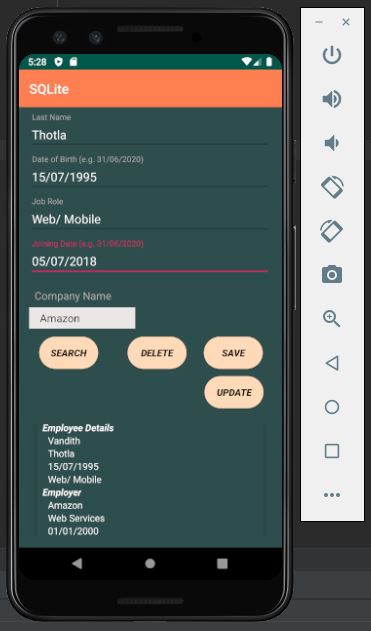 5:28
SQLite
Last Name
Thotla
Date of Birth (e.g. 31/06/2020)
15/07/1995
Job Role
Web/ Mobile
Joining Date (e.g. 31/06/2020)
05/07/2018
Company Name
Amazon
SEARCH DELETE SAVE
UPDATE
Employee Details
Vandith
Thotla
15/07/1995
Web/ Mobile
Employer
Amazon
Web Services
01/01/2000